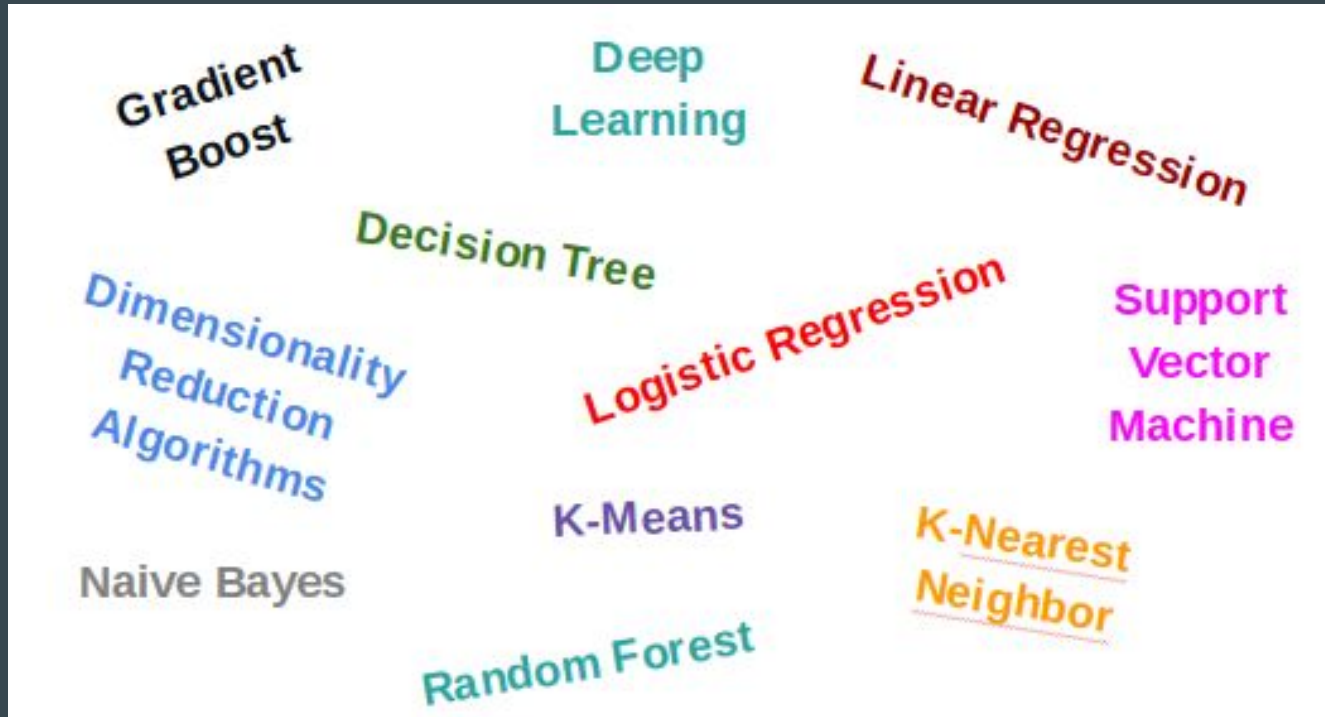 Gradient
Boost
Deep
Learning
Linear Regression
Decision Tree
Dimensionality
Reduction
Algorithms
Logistic Regression
Support
Vector
Machine
K-Means
K-Nearest
Neighbor
Naive Bayes
Random Forest